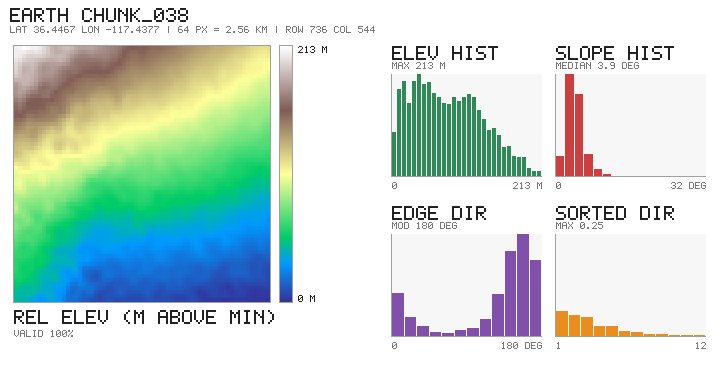 EARTH CHUNK_038
LAT 36.4467 LON -117.4377 | 64 PX = 2.56 KM | ROW 736 COL 544
213 M
0 M
REL ELEV (M ABOVE MIN)
VALID 100%
ELEV HIST
MAX 213 M
0 213 M
SLOPE HIST
MEDIAN 3.9 DEG
0 32 DEG
EDGE DIR
MOD 180 DEG
0 180 DEG
SORTED DIR
MAX 0.25
1 12